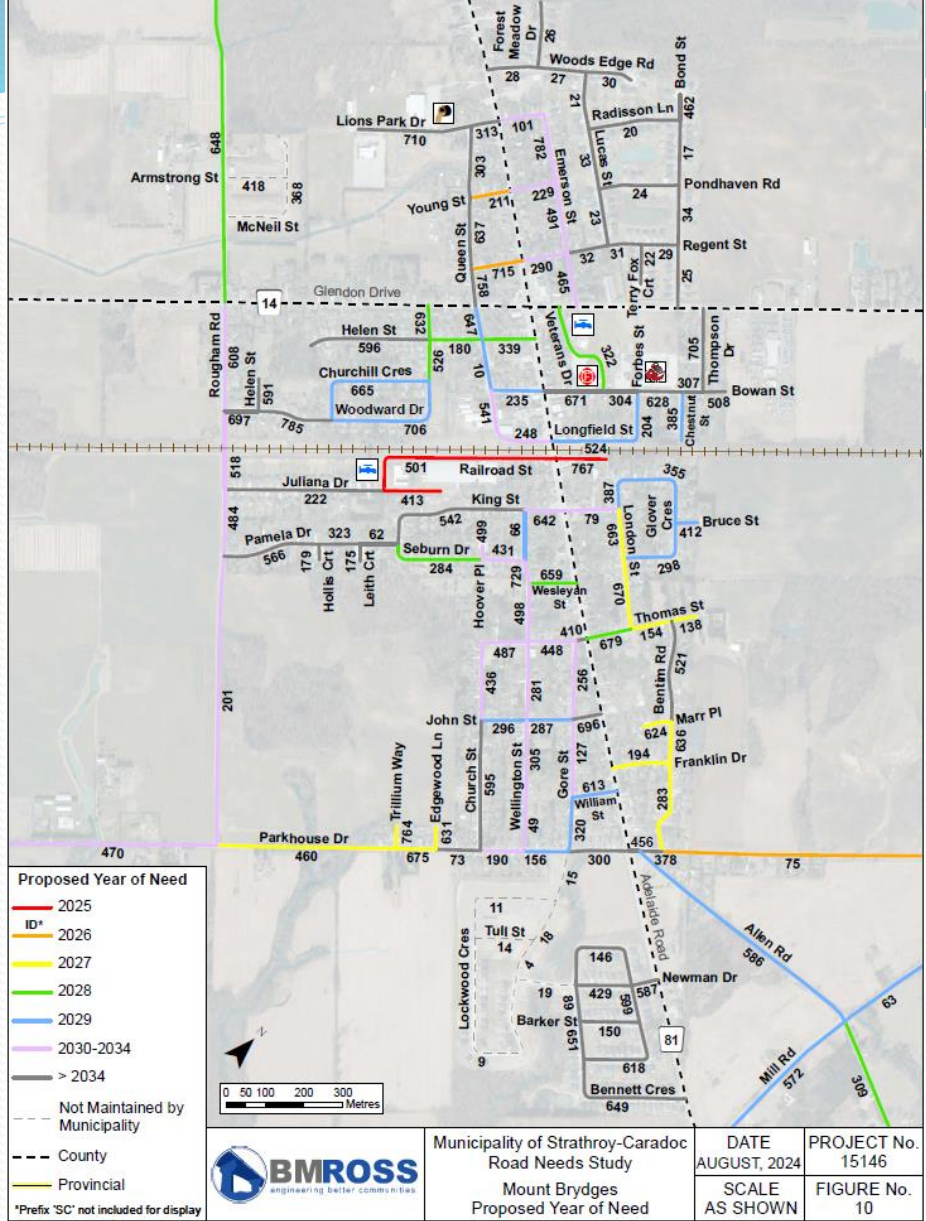 Forest
Meadow
Dr
26
Woods Edge Rd
28
27
30
21
Bond St
462
Radisson Ln
20
Lions Park Dr
710
313
101
782
33
Lucas St
17
648
303
Emerson St
Armstrong St
418
368
McNeil St
Young St
211
229
491
24
Pondhaven Rd
23
34
637
Queen St
715
290
32
31
22
29
Regent St
758
465
Terry Fox
Crt
25
14
Glendon Drive
Rougham Rd
608
Helen St
596
632
526
180
647
339
10
Veterans Dr
322
Forbes St
705
Thompson
Dr
Helen St
591
Churchill Cres
665
Woodward Dr
706
697
785
541
235
671
304
628
307
508
Bowan St
248
Longfield St
204
385
Chestnut
St
524
518
501
Railroad St
767
Juliana Dr
222
413
355
387
484
King St
542
499
66
642
79
663
London St
Glover
Cres
412
Bruce St
Pamela Dr
323
62
566
179
Hollis Crt
175
Leith Crt
Seburn Dr
284
431
Hoover Pl
729
498
659
Wesleyan
St
298
670
Thomas St
410
679
154
138
487
448
521
Bentim Rd
201
436
281
256
John St
296
287
696
Marr Pl
624
636
Trillium Way
764
Edgewood Ln
631
Church St
595
Wellington St
305
49
Gore St
127
194
Franklin Dr
283
613
William
St
320
Parkhouse Dr
470
460
675
73
190
156
300
456
378
75
15
Adelaide Road
11
Tull St
14
18
4
Lockwood Cres
9
19
146
429
599
587
Newman Dr
89
Barker St
150
651
618
Bennett Cres
649
81
Allen Rd
586
63
Mill Rd
572
309
Proposed Year of Need
2025
ID*
2026
2027
2028
2029
2030-2034
> 2034
Not Maintained by
Municipality
County
Provincial
*Prefix 'SC' not included for display
N
0 50 100 200 300
Metres
BMROSS
engineering better communities
Municipality of Strathroy-Caradoc
Road Needs Study
Mount Brydges
Proposed Year of Need
DATE
AUGUST, 2024
PROJECT No.
15146
SCALE
AS SHOWN
FIGURE No.
10